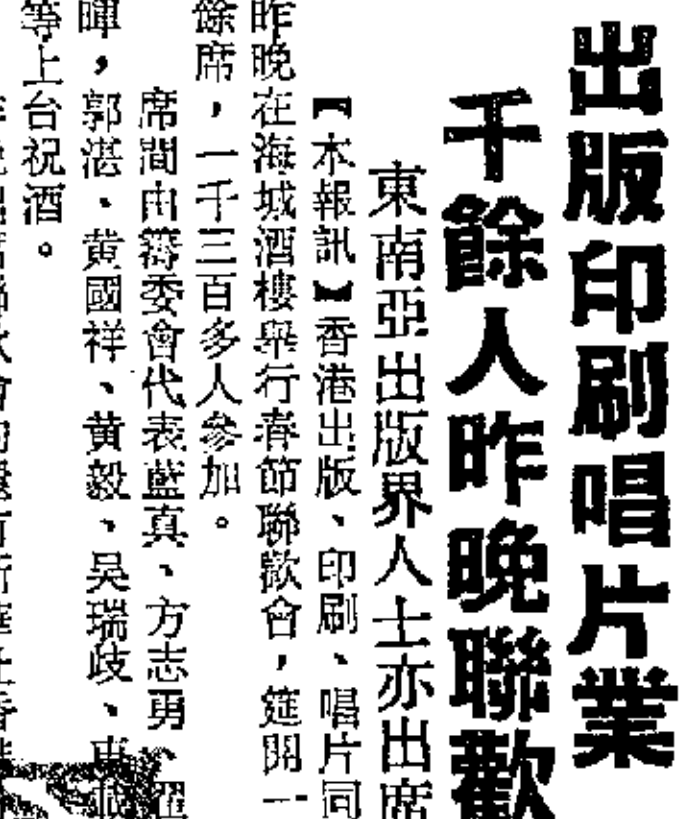 出版印刷唱片業
千餘人昨晚聯歡
東南亞出版界人士亦出席
【本報訊】香港出版、印刷、唱片同
昨晚在海城酒樓舉行春節聯歡會，筵開一
餘席，一千三百多人參加。
席間由籌委會代表藍真、方志勇、
暉，郭湛、黄國祥、黄毅、吳瑞歧、
等上台祝酒。